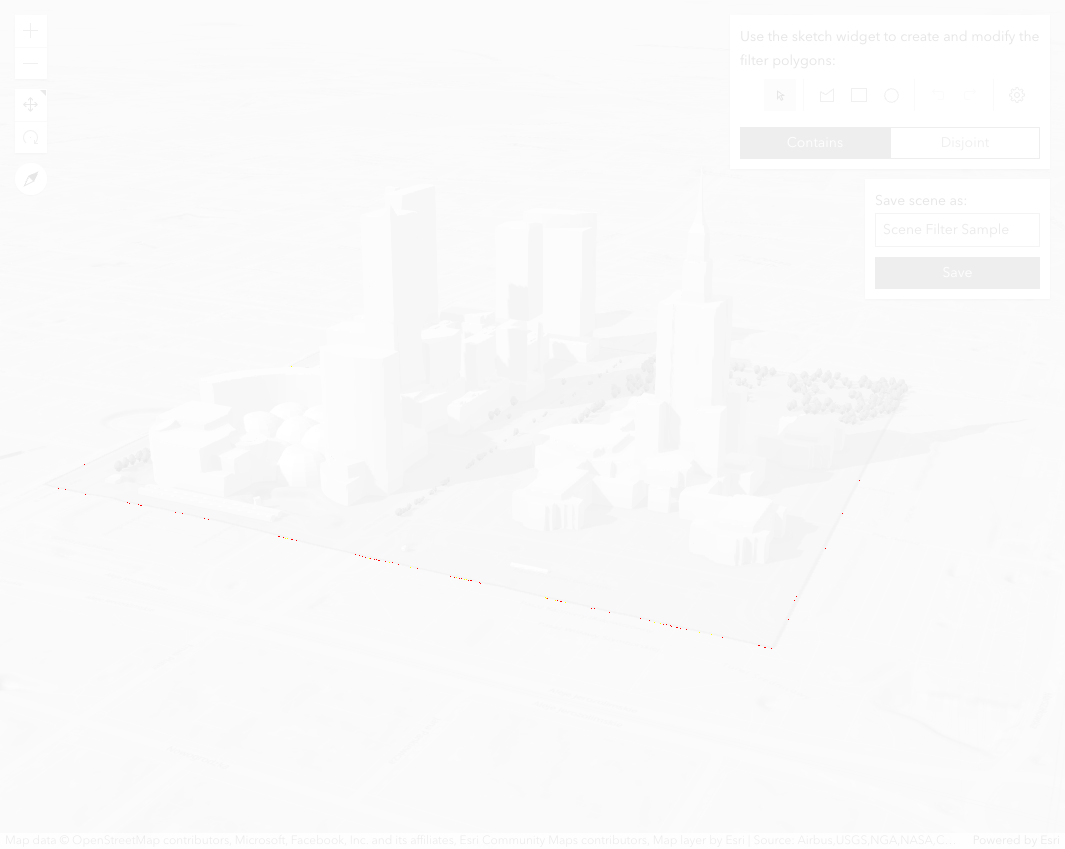 Use the sketch widget to create and modify the
filter polygons:
Contains
Disjoint
Save scene as:
Scene Filter Sample
Save
Map data © OpenStreetMap contributors, Microsoft, Facebook, Inc. and its affiliates, Esri Community Maps contributors, Map layer by Esri | Source: Airbus,USGS,NGA,NASA,C...
Powered by Esri